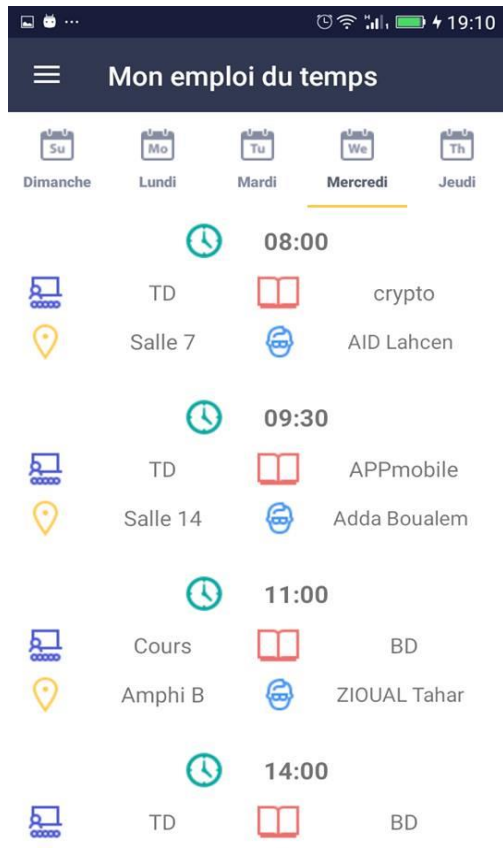 19:10
Mon emploi du temps
Su Mo Tu We Th
Dimanche Lundi Mardi Mercredi Jeudi
08:00
TD crypto
Salle 7 AID Lahcen
09:30
TD APPmobile
Salle 14 Adda Boualem
11:00
Cours BD
Amphi B ZIOUAL Tahar
14:00
TD BD